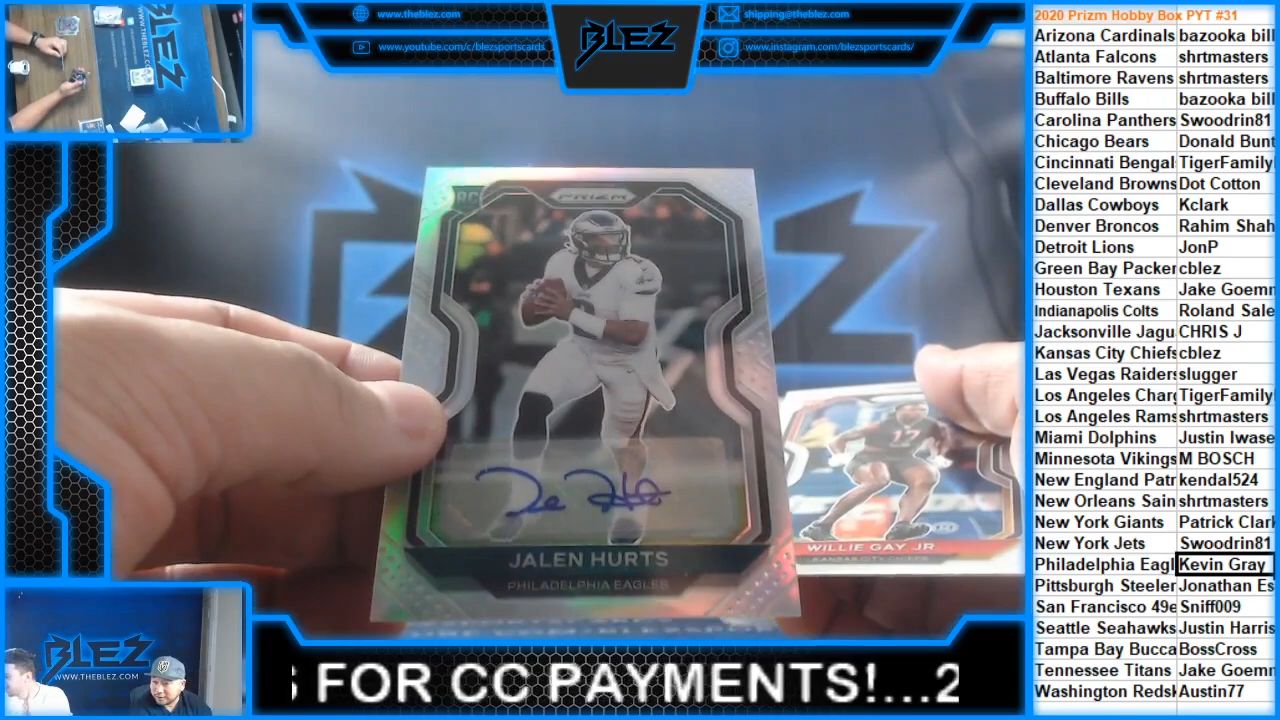 www.theblez.com
www.youtube.com/c/blezsportscards
BLEZ
shipping@theblez.com
www.instagram.com/blezsportscards/
BLEZ
THEBLEZ
RC
PRIZM
JALEN HURTS
PHILADELPHIA EAGLES
17
WILLIE GAY JR
KANSAS CITY CHIEFS
BLEZ
WWW.THEBLEZ.COM
FOR CC PAYMENTS!...2
2020 Prizm Hobby Box PYT #31
Arizona Cardinals bazooka bill
Atlanta Falcons shrtmasters
Baltimore Ravens shrtmasters
Buffalo Bills bazooka bill
Carolina Panthers Swoodrin81
Chicago Bears Donald Bunt
Cincinnati Bengal TigerFamily
Cleveland Browns Dot Cotton
Dallas Cowboys Kclark
Denver Broncos Rahim Shah
Detroit Lions JonP
Green Bay Packer cblez
Houston Texans Jake Goemn
Indianapolis Colts Roland Sale
Jacksonville Jagu CHRIS J
Kansas City Chiefs cblez
Las Vegas Raiders slugger
Los Angeles Charg TigerFamily
Los Angeles Rams shrtmasters
Miami Dolphins Justin Iwase
Minnesota Vikings M BOSCH
New England Patr kendal524
New Orleans Sain shrtmasters
New York Giants Patrick Clark
New York Jets Swoodrin81
Philadelphia Eagl Kevin Gray
Pittsburgh Steeler Jonathan Es
San Francisco 49e Sniff009
Seattle Seahawks Justin Harris
Tampa Bay Bucca BossCross
Tennessee Titans Jake Goemn
Washington Redsk Austin77